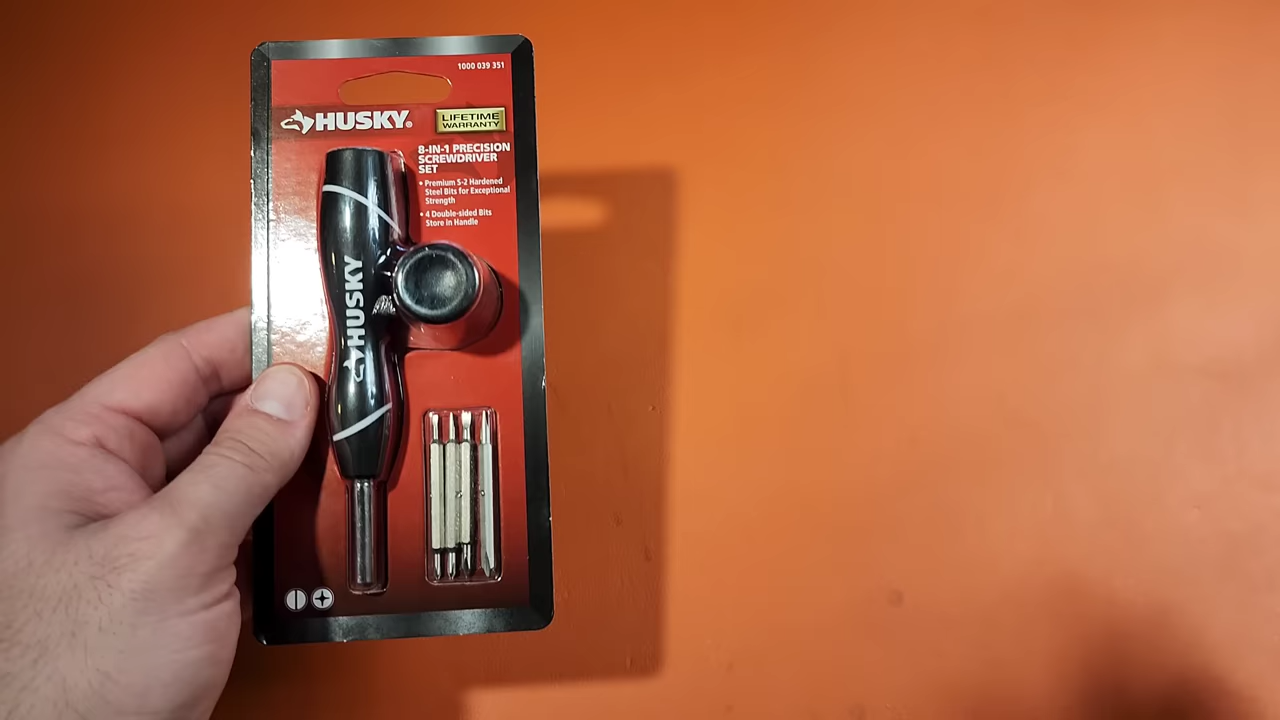 1000 039 351
HUSKY®
LIFETIME
WARRANTY
8-IN-1 PRECISION
SCREWDRIVER
SET
• Premium S-2 Hardened
Steel Bits for Exceptional
Strength
• 4 Double-sided Bits
Store in Handle
HUSKY